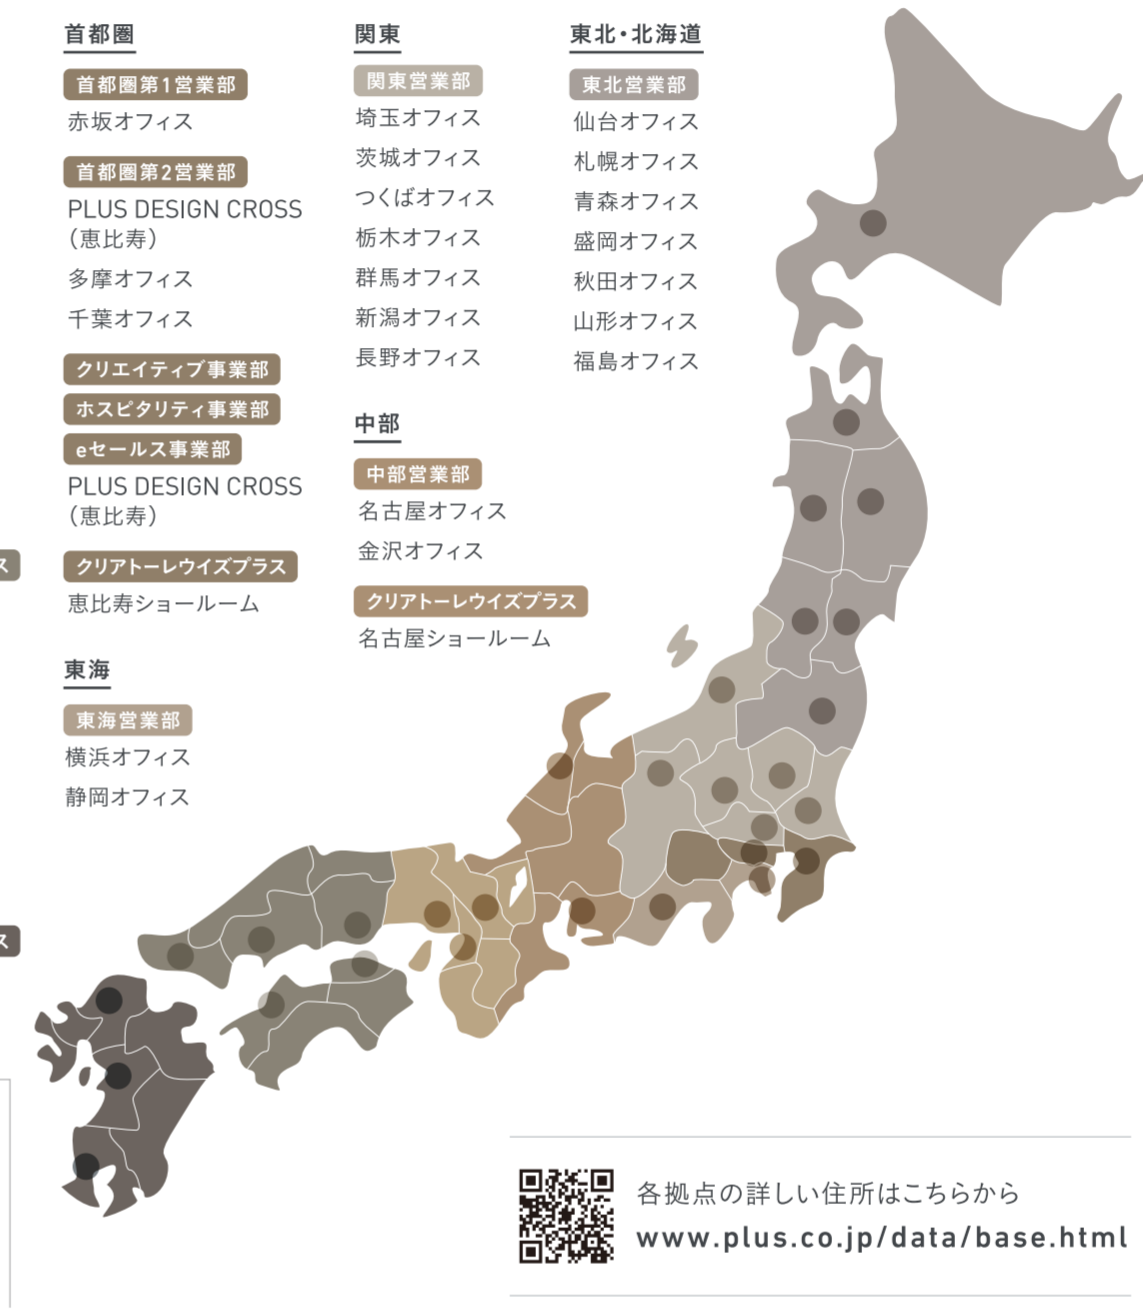 首都圏
首都圏第1営業部
赤坂オフィス
首都圏第2営業部
PLUS DESIGN CROSS
（恵比寿）
多摩オフィス
千葉オフィス
クリエイティブ事業部
ホスピタリティ事業部
eセールス事業部
PLUS DESIGN CROSS
（恵比寿）
クリアトーレウイズプラス
恵比寿ショールーム
東海
東海営業部
横浜オフィス
静岡オフィス
関東
関東営業部
埼玉オフィス
茨城オフィス
つくばオフィス
栃木オフィス
群馬オフィス
新潟オフィス
長野オフィス
中部
中部営業部
名古屋オフィス
金沢オフィス
クリアトーレウイズプラス
名古屋ショールーム
東北・北海道
東北営業部
仙台オフィス
札幌オフィス
青森オフィス
盛岡オフィス
秋田オフィス
山形オフィス
福島オフィス
ス
ス
各拠点の詳しい住所はこちらから
www.plus.co.jp/data/base.html